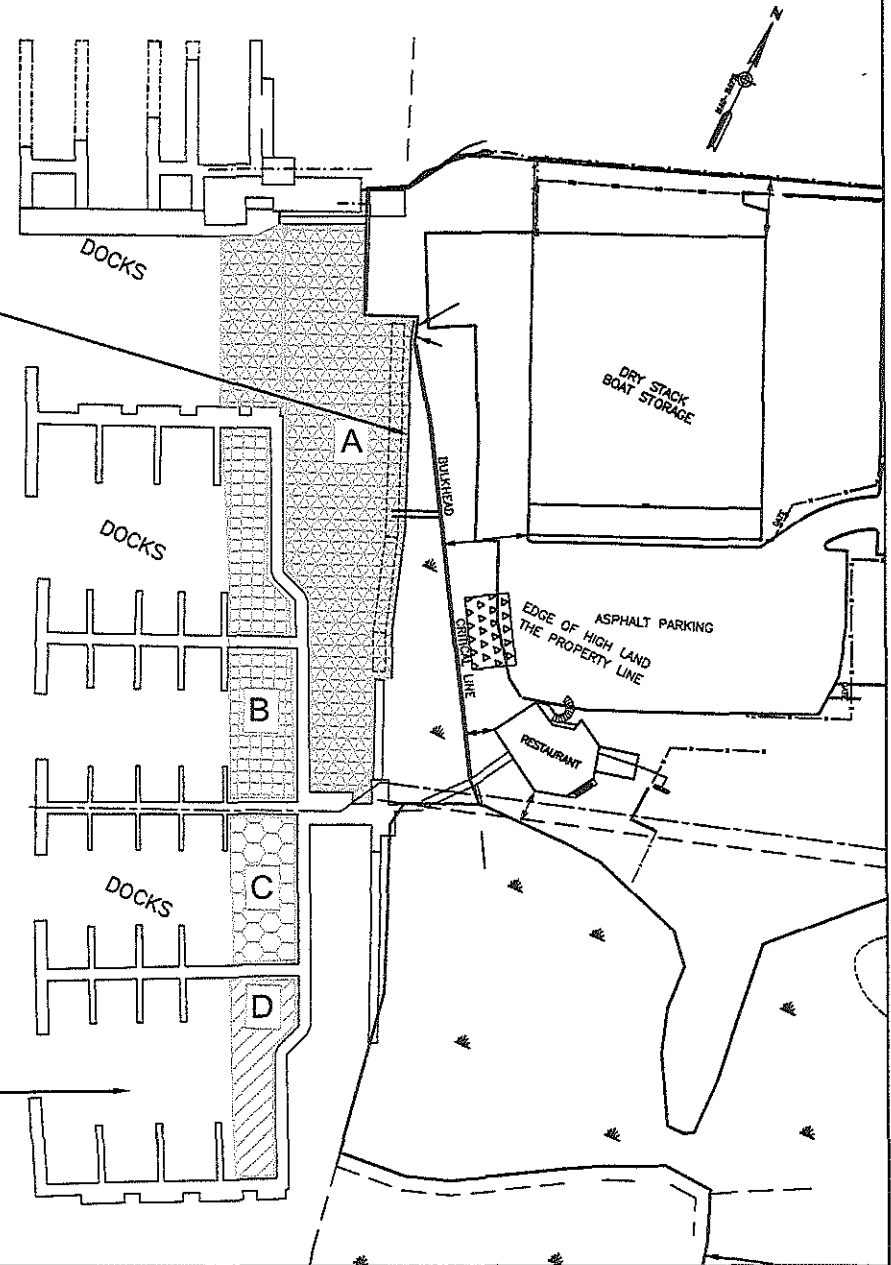 N
DOCKS
A
DRY STACK
BOAT STORAGE
BULKHEAD
DOCKS
EDGE OF HIGH LAND
THE PROPERTY LINE
ASPHALT PARKING
CRITICAL LINE
B
RESTAURANT
DOCKS
C
D